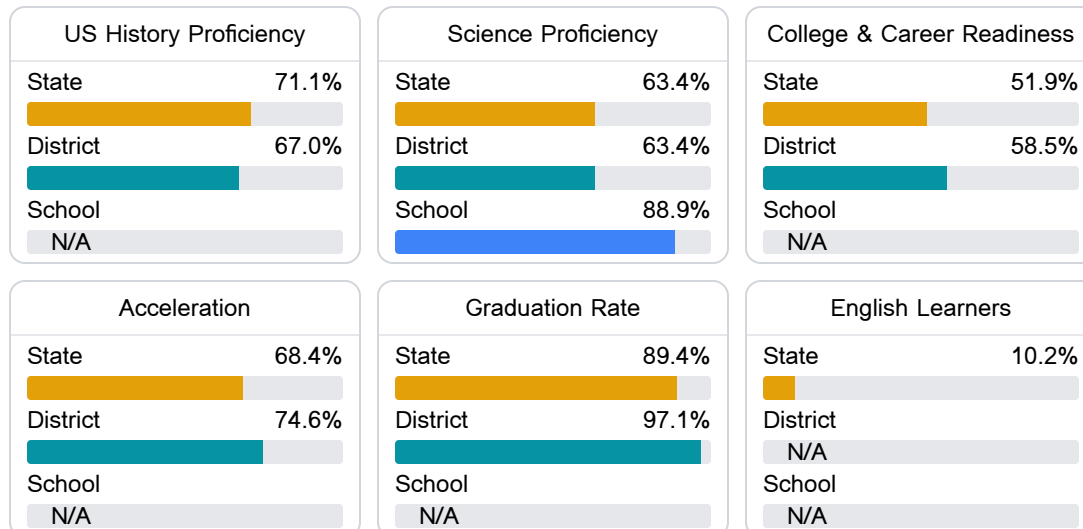 US History Proficiency
State 71.1%
District 67.0%
School
N/A
Science Proficiency
State 63.4%
District 63.4%
School 88.9%
College & Career Readiness
State 51.9%
District 58.5%
School
N/A
Acceleration
State 68.4%
District 74.6%
School
N/A
Graduation Rate
State 89.4%
District 97.1%
School
N/A
English Learners
State 10.2%
District
N/A
School
N/A